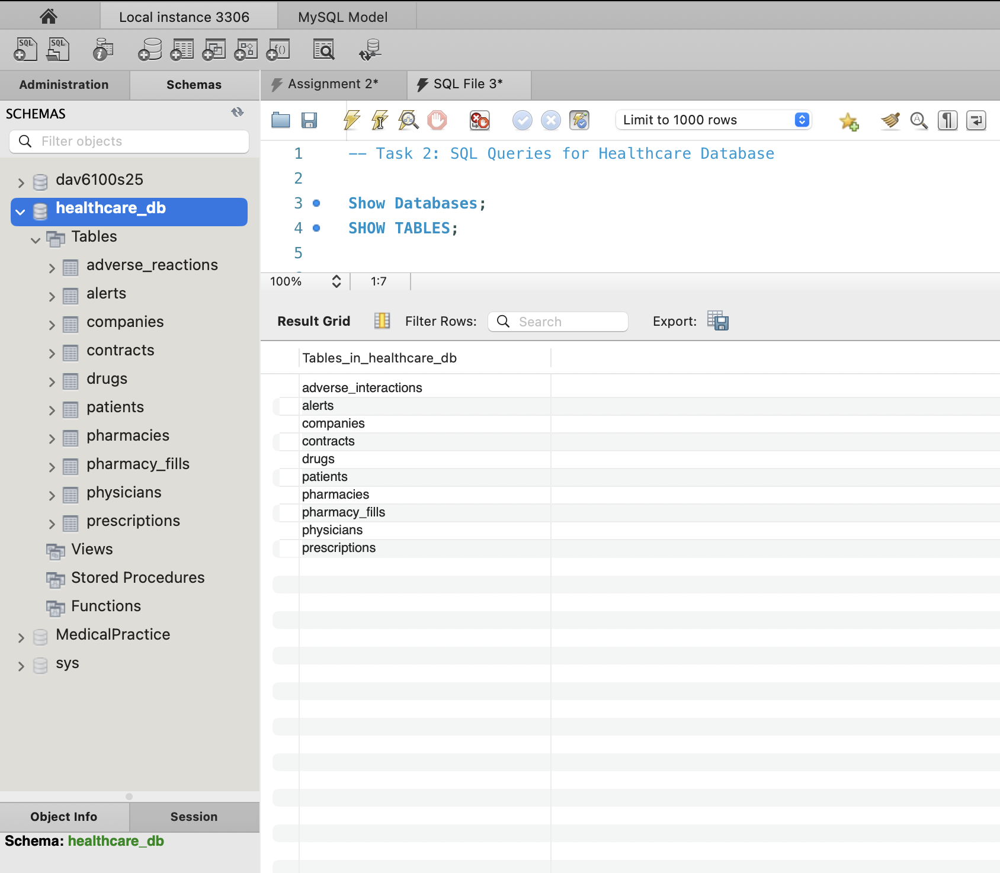 Local instance 3306
MySQL Model
SQL
SQL
f()
Administration
Schemas
Assignment 2*
SQL File 3*
SCHEMAS
Filter objects
Limit to 1000 rows
dav6100s25
healthcare_db
Tables
adverse_reactions
alerts
companies
contracts
drugs
patients
pharmacies
pharmacy_fills
physicians
prescriptions
Views
Stored Procedures
Functions
MedicalPractice
sys
Object Info
Session
Schema: healthcare_db
1 -- Task 2: SQL Queries for Healthcare Database
2
3 Show Databases;
4 SHOW TABLES;
5
100%
1:7
Result Grid
Filter Rows:
Search
Export:
Tables_in_healthcare_db
adverse_interactions
alerts
companies
contracts
drugs
patients
pharmacies
pharmacy_fills
physicians
prescriptions